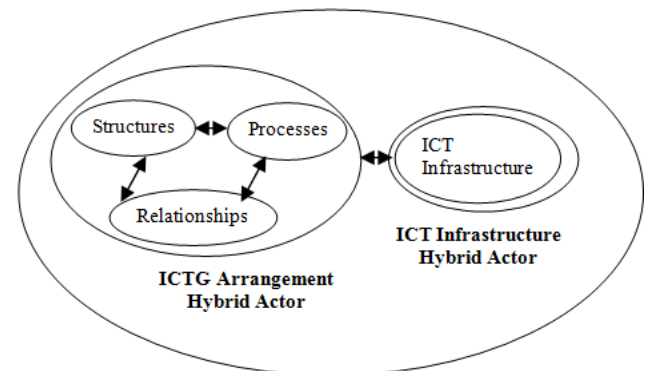 Structures
Processes
Relationships
ICT
Infrastructure
ICTG Arrangement
Hybrid Actor
ICT Infrastructure
Hybrid Actor